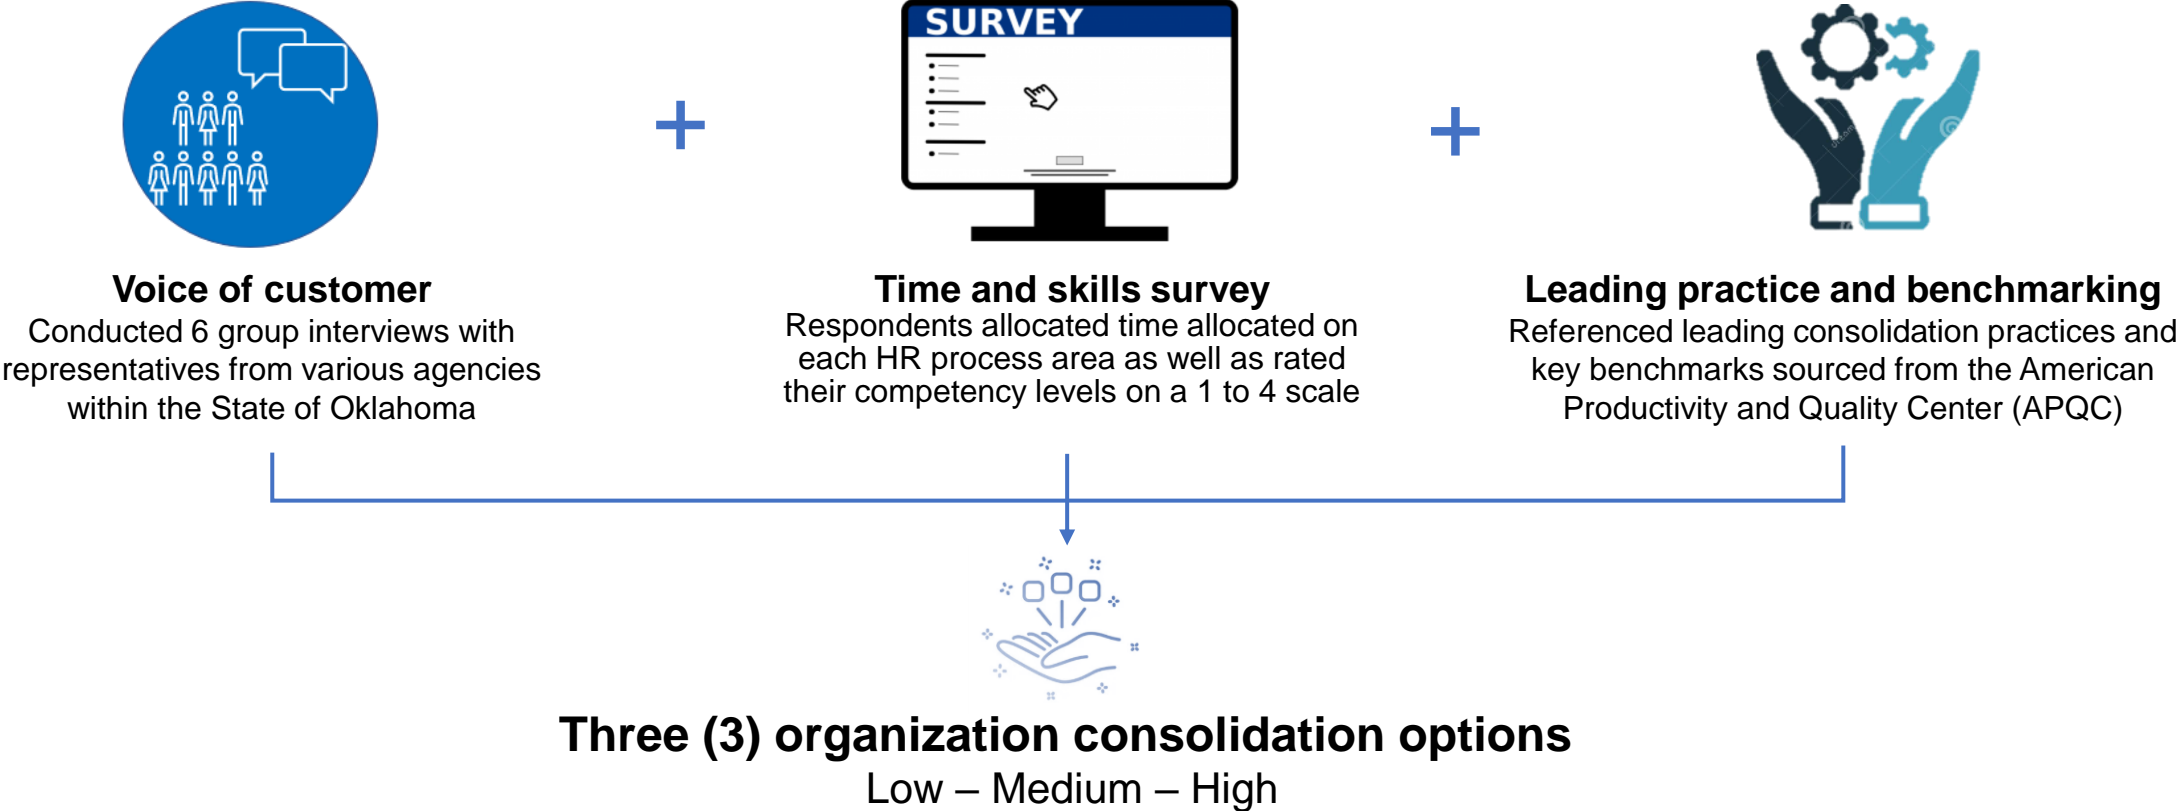 SURVEY
Voice of customer
Conducted 6 group interviews with
representatives from various agencies
within the State of Oklahoma
Time and skills survey
Respondents allocated time allocated on
each HR process area as well as rated
their competency levels on a 1 to 4 scale
Leading practice and benchmarking
Referenced leading consolidation practices and
key benchmarks sourced from the American
Productivity and Quality Center (APQC)
Three (3) organization consolidation options
Low – Medium – High